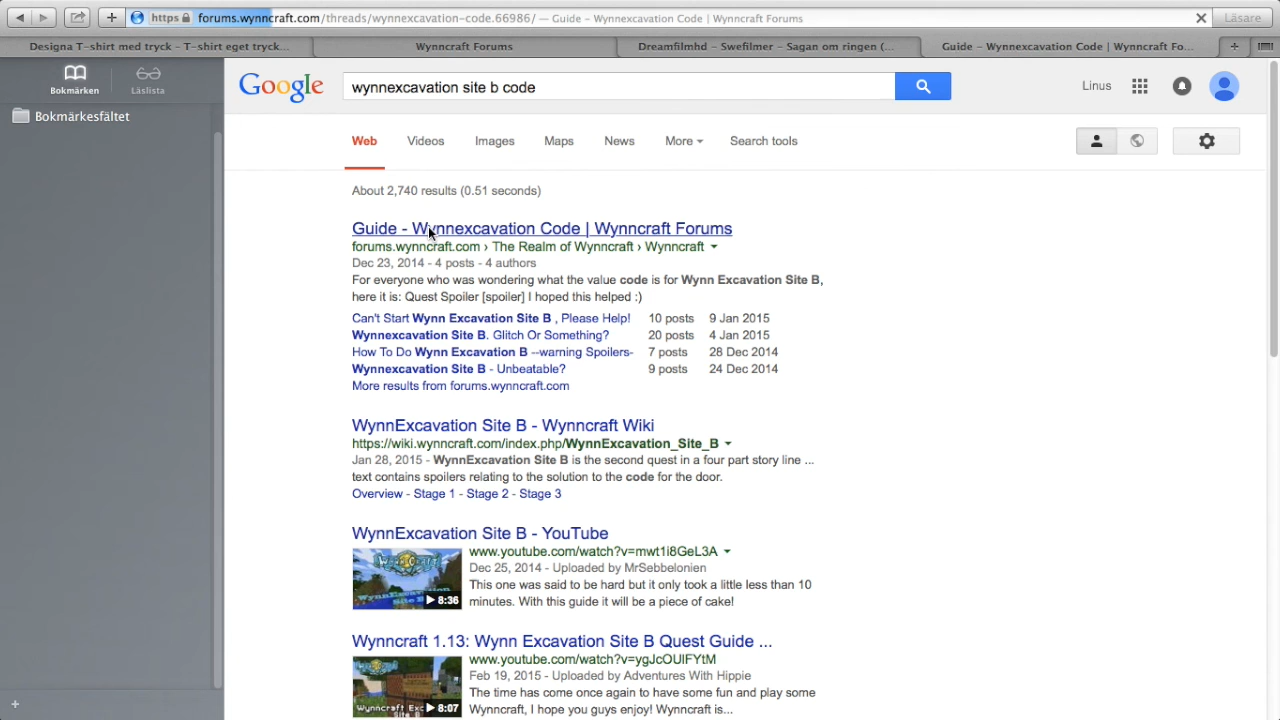 https forums.wynncraft.com/threads/wynnexcavation-code.66986/ — Guide – Wynnexcavation Code | Wynncraft Forums Läsare
Designa T-shirt med tryck – T-shirt eget tryck... Wynncraft Forums Dreamfilmhd – Swefilmer – Sagan om ringen (... Guide – Wynnexcavation Code | Wynncraft Fo...
Bokmärken Läslista
Bokmärkesfältet
Google wynnexcavation site b code Linus
Web Videos Images Maps News More Search tools
About 2,740 results (0.51 seconds)
Guide - Wynnexcavation Code | Wynncraft Forums
forums.wynncraft.com › The Realm of Wynncraft › Wynncraft
Dec 23, 2014 - 4 posts - 4 authors
For everyone who was wondering what the value code is for Wynn Excavation Site B,
here it is: Quest Spoiler [spoiler] I hoped this helped :)
Can't Start Wynn Excavation Site B , Please Help! 10 posts 9 Jan 2015
Wynnexcavation Site B. Glitch Or Something? 20 posts 4 Jan 2015
How To Do Wynn Excavation B --warning Spoilers- 7 posts 28 Dec 2014
Wynnexcavation Site B - Unbeatable? 9 posts 24 Dec 2014
More results from forums.wynncraft.com
WynnExcavation Site B - Wynncraft Wiki
https://wiki.wynncraft.com/index.php/WynnExcavation_Site_B
Jan 28, 2015 - WynnExcavation Site B is the second quest in a four part story line ...
text contains spoilers relating to the solution to the code for the door.
Overview - Stage 1 - Stage 2 - Stage 3
WynnExcavation Site B - YouTube
www.youtube.com/watch?v=mwt1i8GeL3A
Dec 25, 2014 - Uploaded by MrSebbelonien
This one was said to be hard but it only took a little less than 10
minutes. With this guide it will be a piece of cake!
8:36
Wynncraft 1.13: Wynn Excavation Site B Quest Guide ...
www.youtube.com/watch?v=ygJcOUlFYtM
Feb 19, 2015 - Uploaded by Adventures With Hippie
The time has come once again to have some fun and play some
Wynncraft, I hope you guys enjoy! Wynncraft is...
8:07